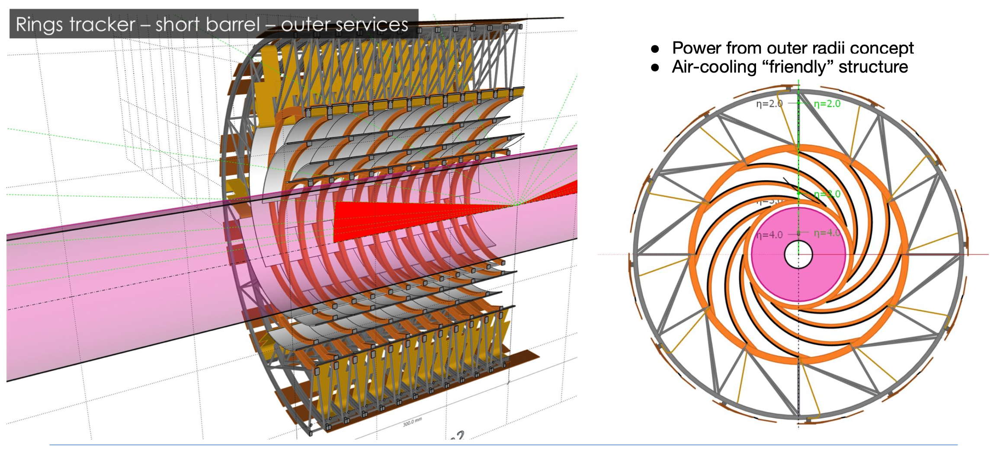 Rings tracker – short barrel – outer services
● Power from outer radii concept
● Air-cooling “friendly” structure
η=2.0 η=2.0
η=3.0
η=4.0 η=4.0
300.0 mm